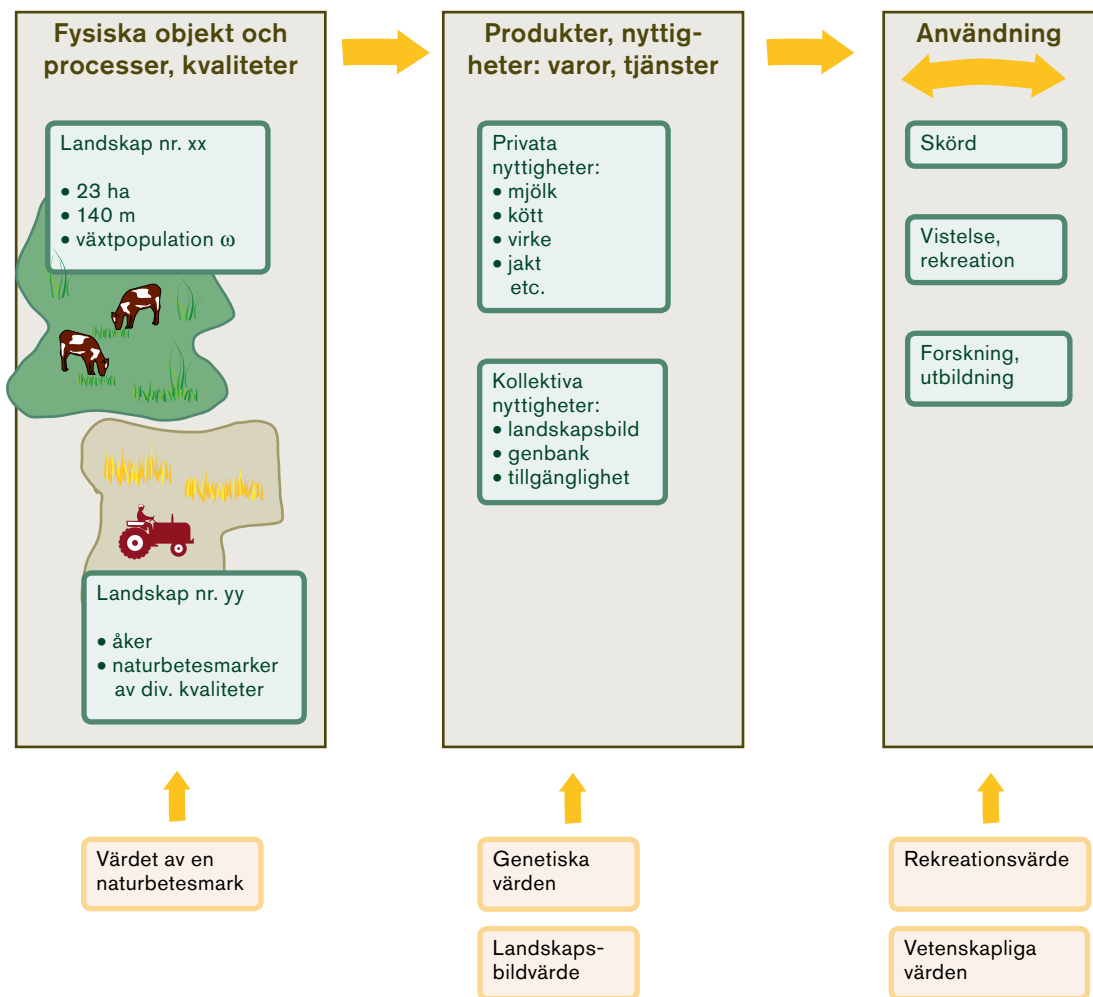 Fysiska objekt och
processer, kvaliteter
Landskap nr. xx
• 23 ha
• 140 m
• växtpopulation ω
Landskap nr. yy
• åker
• naturbetesmarker
av div. kvaliteter
Värdet av en
naturbetesmark
Produkter, nyttig-
heter: varor, tjänster
Privata
nyttigheter:
• mjölk
• kött
• virke
• jakt
etc.
Kollektiva
nyttigheter:
• landskapsbild
• genbank
• tillgänglighet
Genetiska
värden
Landskaps-
bildvärde
Användning
Skörd
Vistelse,
rekreation
Forskning,
utbildning
Rekreationsvärde
Vetenskapliga
värden